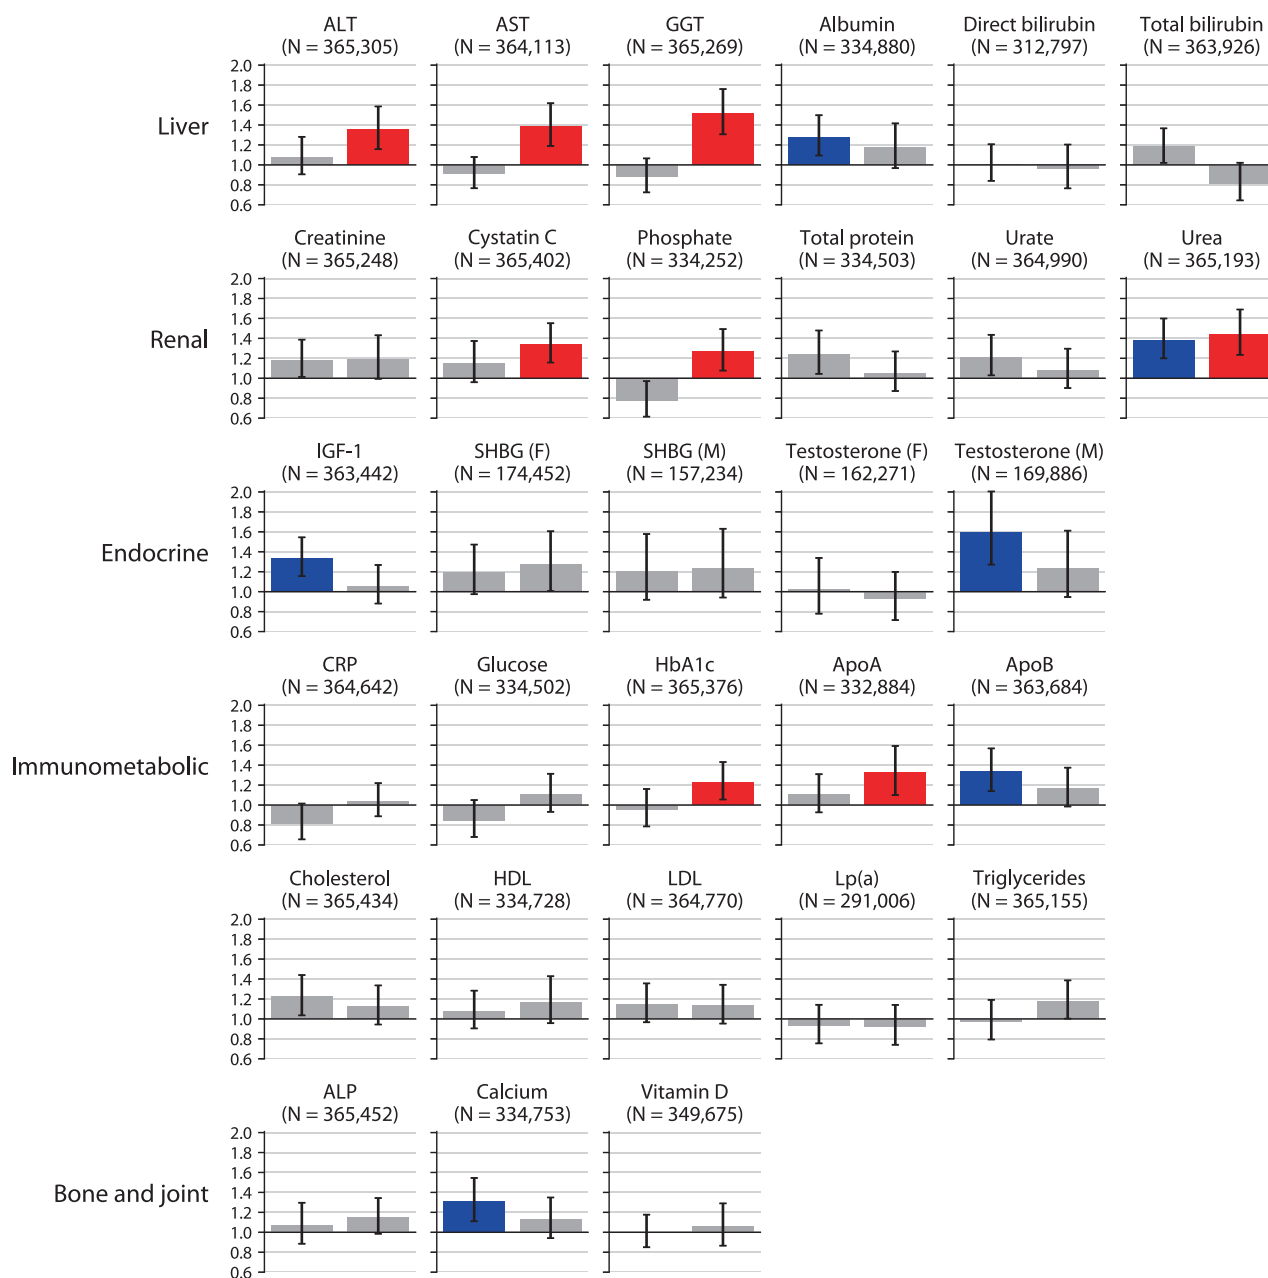 ALT AST GGT Albumin Direct bilirubin Total bilirubin
(N = 365,305) (N = 364,113) (N = 365,269) (N = 334,880) (N = 312,797) (N = 363,926)
2.0
1.8
1.6
1.4
1.2
1.0
0.8
0.6
Liver
Creatinine Cystatin C Phosphate Total protein Urate Urea
(N = 365,248) (N = 365,402) (N = 334,252) (N = 334,503) (N = 364,990) (N = 365,193)
2.0
1.8
1.6
1.4
1.2
1.0
0.8
0.6
Renal
IGF-1 SHBG (F) SHBG (M) Testosterone (F) Testosterone (M)
(N = 363,442) (N = 174,452) (N = 157,234) (N = 162,271) (N = 169,886)
2.0
1.8
1.6
1.4
1.2
1.0
0.8
0.6
Endocrine
CRP Glucose HbA1c ApoA ApoB
(N = 364,642) (N = 334,502) (N = 365,376) (N = 332,884) (N = 363,684)
2.0
1.8
1.6
1.4
1.2
1.0
0.8
0.6
Immunometabolic
Cholesterol HDL LDL Lp(a) Triglycerides
(N = 365,434) (N = 334,728) (N = 364,770) (N = 291,006) (N = 365,155)
2.0
1.8
1.6
1.4
1.2
1.0
0.8
0.6
ALP Calcium Vitamin D
(N = 365,452) (N = 334,753) (N = 349,675)
2.0
1.8
1.6
1.4
1.2
1.0
0.8
0.6
Bone and joint